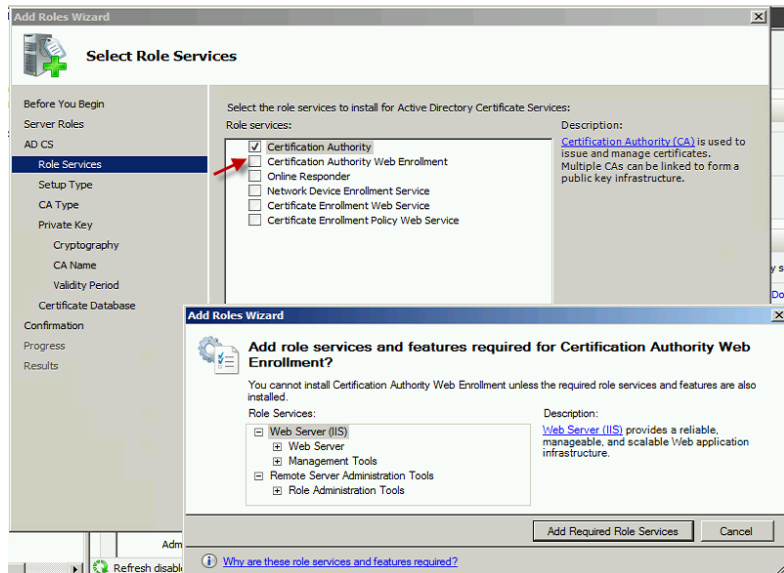 Add Roles Wizard
Select Role Services
Before You Begin
Server Roles
AD CS
Role Services
Setup Type
CA Type
Private Key
Cryptography
CA Name
Validity Period
Certificate Database
Confirmation
Progress
Results
Select the role services to install for Active Directory Certificate Services:
Role services:
Certification Authority
Certification Authority Web Enrollment
Online Responder
Network Device Enrollment Service
Certificate Enrollment Web Service
Certificate Enrollment Policy Web Service
Description:
Certification Authority (CA) is used to
issue and manage certificates.
Multiple CAs can be linked to form a
public key infrastructure.
Add Roles Wizard
Add role services and features required for Certification Authority Web
Enrollment?
You cannot install Certification Authority Web Enrollment unless the required role services and features are also
installed.
Role Services:
Web Server (IIS)
Web Server
Management Tools
Remote Server Administration Tools
Role Administration Tools
Description:
Web Server (IIS) provides a reliable,
manageable, and scalable Web application
infrastructure.
Add Required Role Services
Cancel
Why are these role services and features required?
Adm
Refresh disable
y s
Do